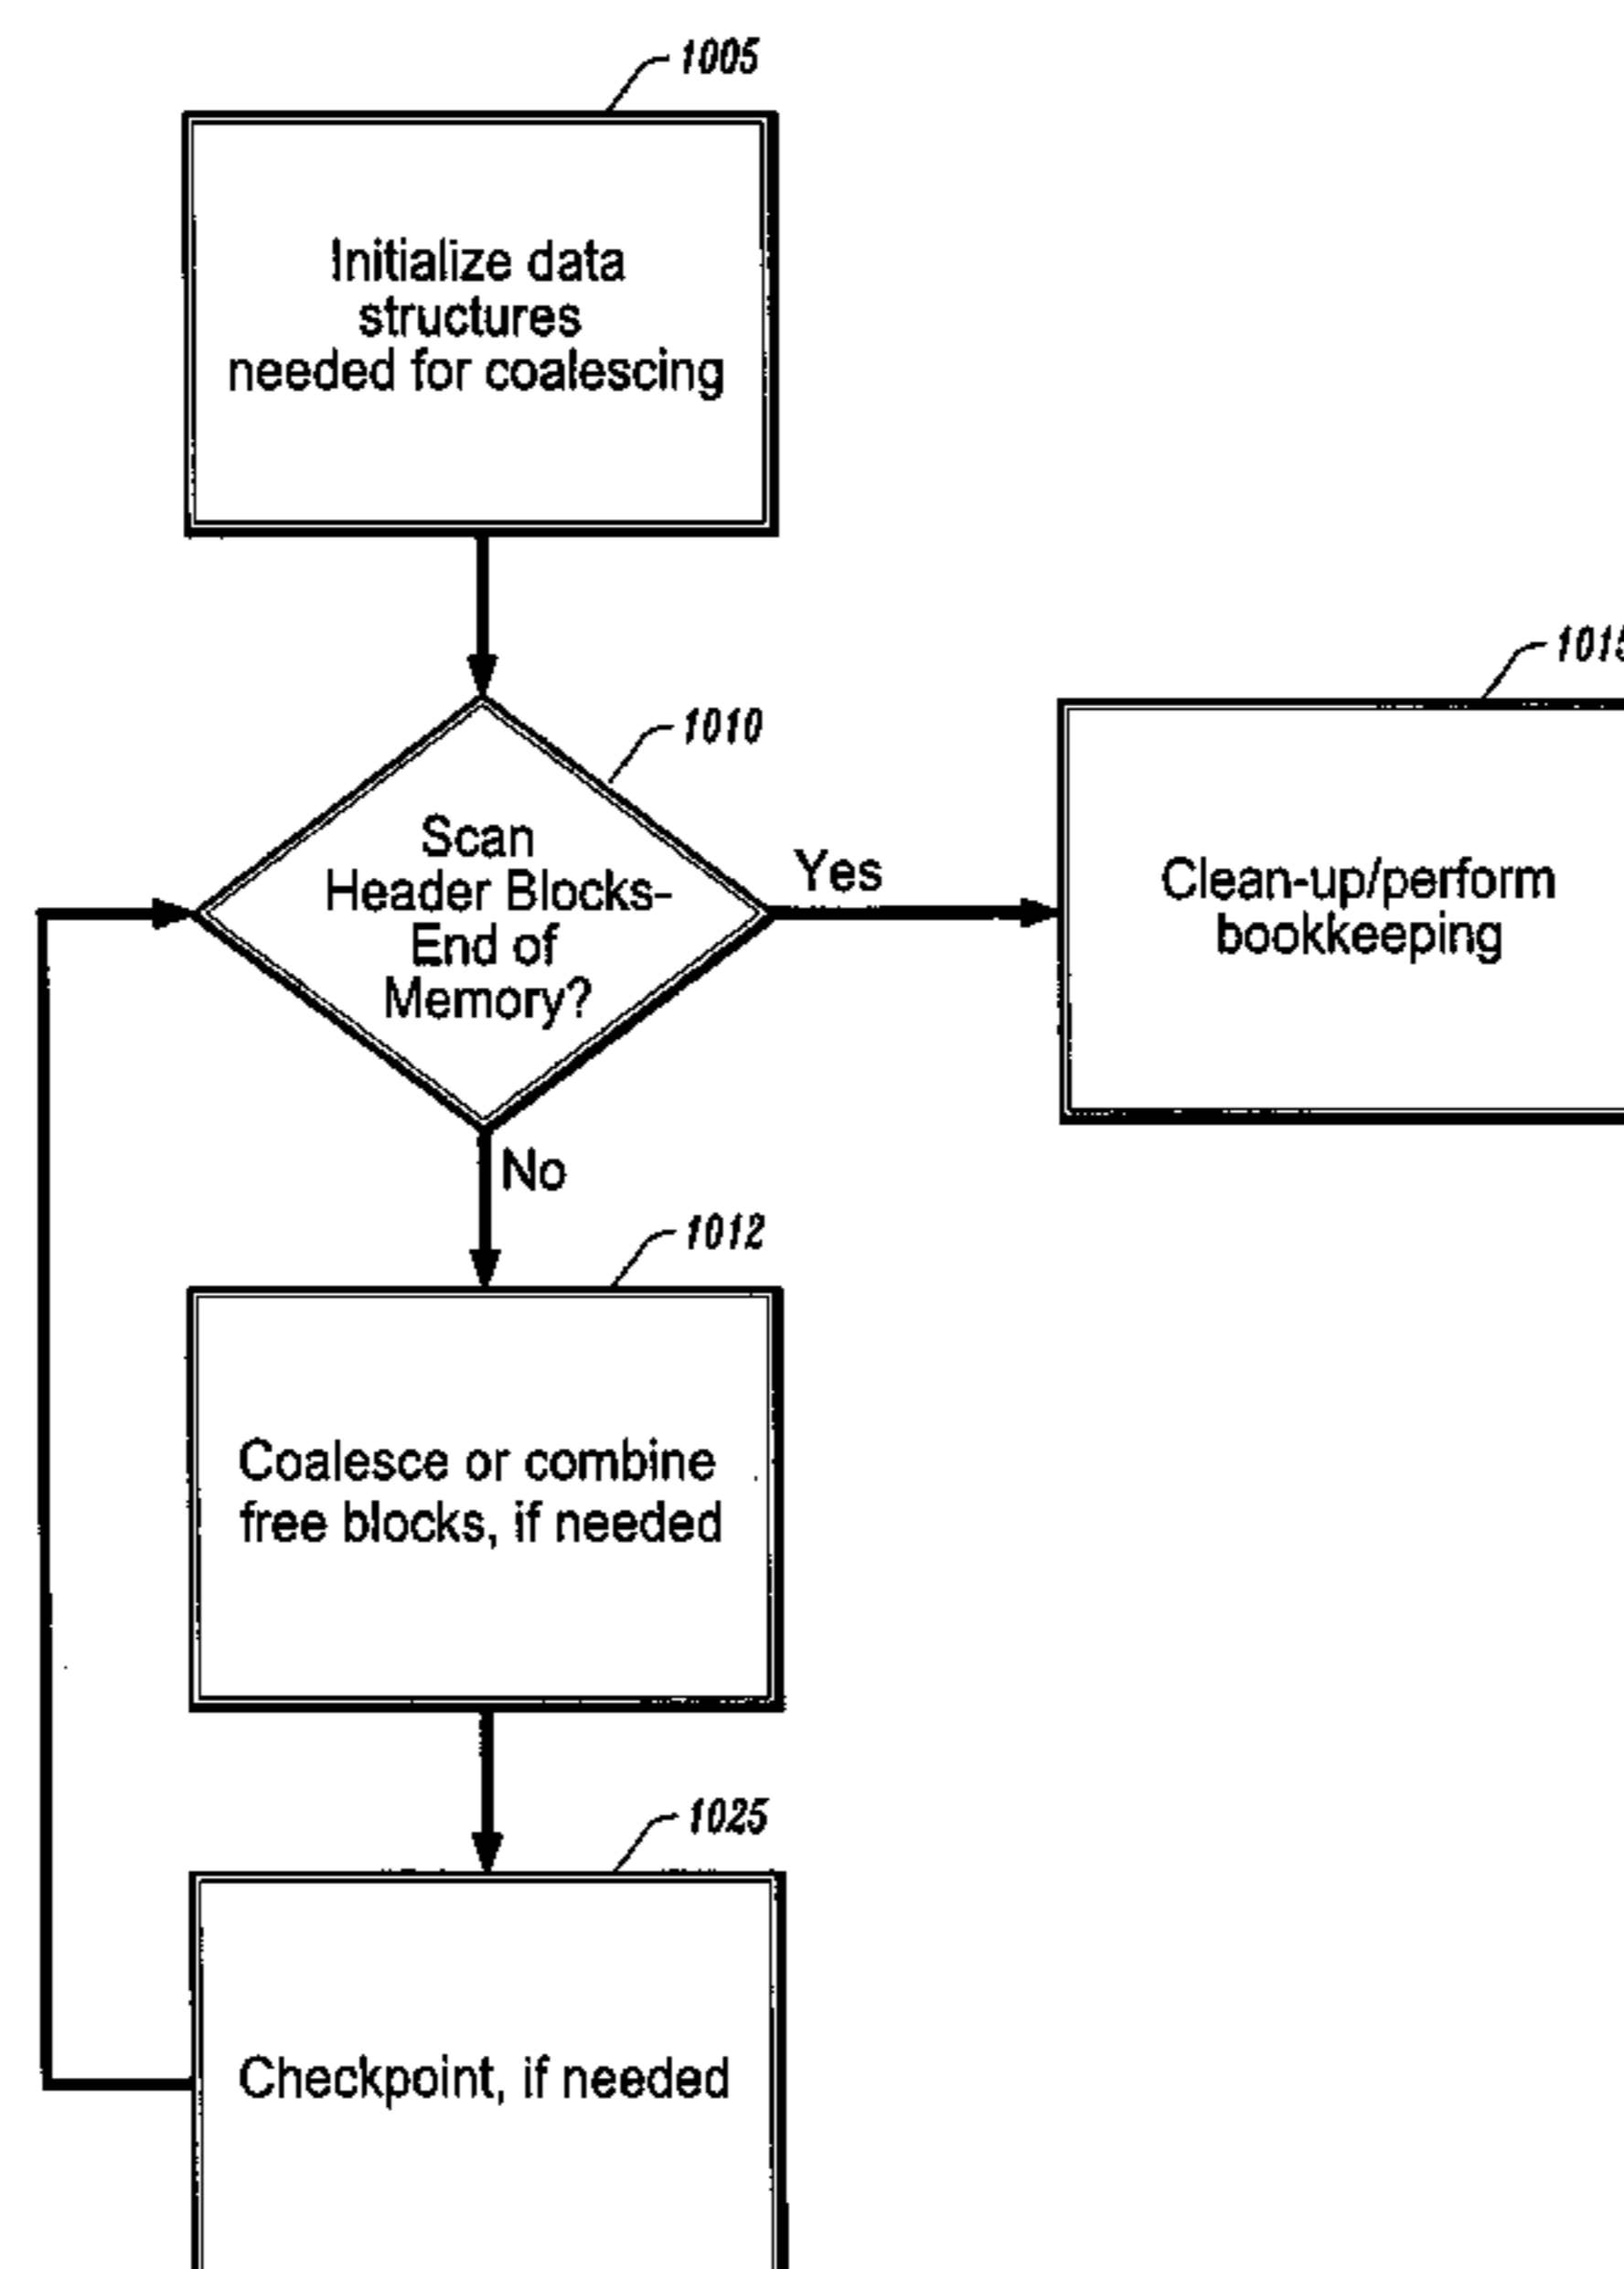 1005
Initialize data
structures
needed for coalescing
1010
Scan
Header Blocks-
End of
Memory?
Yes
1015
Clean-up/perform
bookkeeping
No
1012
Coalesce or combine
free blocks, if needed
1025
Checkpoint, if needed